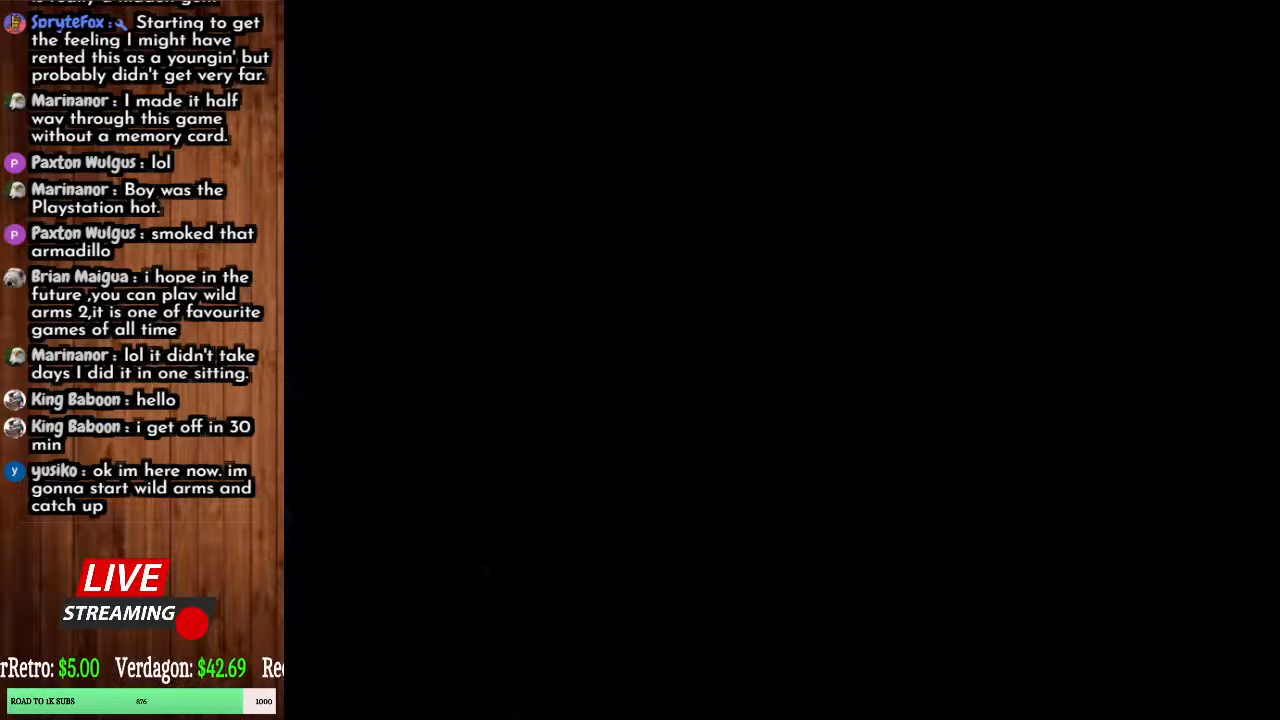 SpryteFox : Starting to get
the feeling I might have
rented this as a youngin' but
probably didn't get very far.
Marinanor : I made it half
way through this game
without a memory card.
P Paxton Wulgus : lol
Marinanor : Boy was the
Playstation hot.
P Paxton Wulgus : smoked that
armadillo
Brian Maigua : i hope in the
future ,you can play wild
arms 2,it is one of favourite
games of all time
Marinanor : lol it didn't take
days I did it in one sitting.
King Baboon : hello
King Baboon : i get off in 30
min
y yusiko : ok im here now. im
gonna start wild arms and
catch up
LIVE
STREAMING
rRetro: $5.00 Verdagon: $42.69 Re
ROAD TO 1K SUBS 876 1000